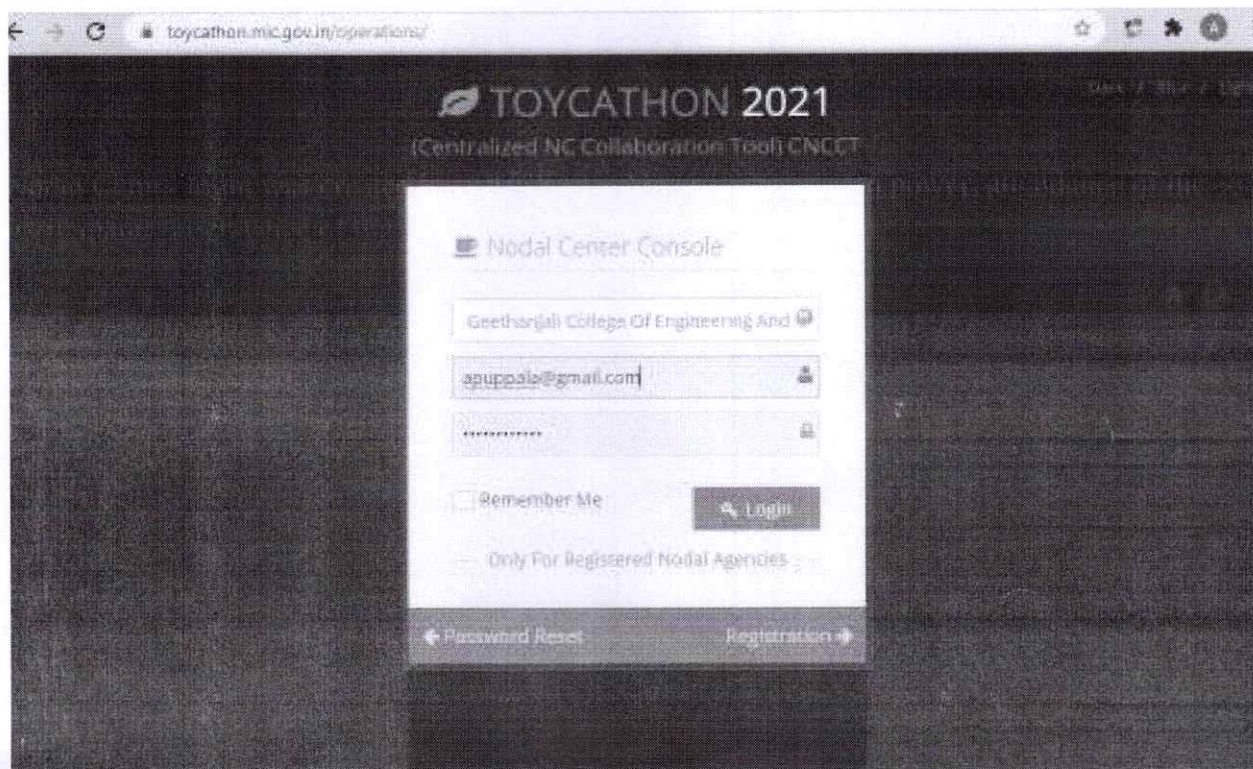 toycathon.mic.gov.in/operations/
A
TOYCATHON 2021
(Centralized NC Collaboration Tool) CNCCT
Nodal Center Console
Geethanjali College Of Engineering And
apuppala@gmail.com
••••••••••••
Remember Me
Login
Only For Registered Nodal Agencies
Password Reset
Registration